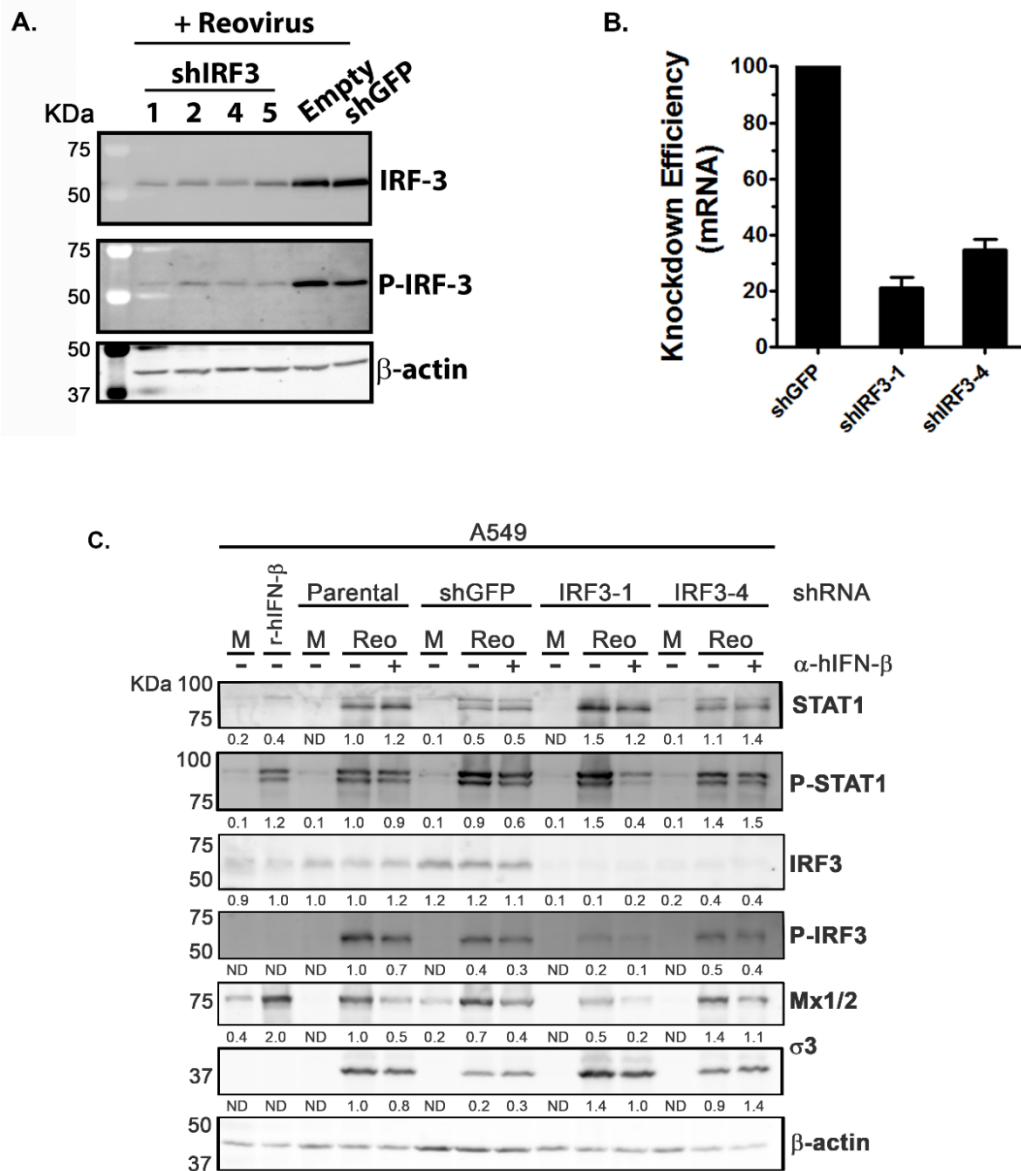 A.
+ Reovirus
shIRF3
Empty
shGFP
KDa
1 2 4 5
75
50
IRF-3
75
50
P-IRF-3
50
37
β-actin
B.
Knockdown Efficiency
(mRNA)
100
80
60
40
20
0
shGFP
shIRF3-1
shIRF3-4
C.
A549
r-hIFN-β
Parental shGFP IRF3-1 IRF3-4 shRNA
M M Reo M Reo M Reo M Reo
- - - - + - - + - - + - - + α-hIFN-β
KDa 100
75
STAT1
0.2 0.4 ND 1.0 1.2 0.1 0.5 0.5 ND 1.5 1.2 0.1 1.1 1.4
100
75
P-STAT1
0.1 1.2 0.1 1.0 0.9 0.1 0.9 0.6 0.1 1.5 0.4 0.1 1.4 1.5
75
50
IRF3
0.9 1.0 1.0 1.0 1.2 1.2 1.2 1.1 0.1 0.1 0.2 0.2 0.4 0.4
75
50
P-IRF3
ND ND ND 1.0 0.7 ND 0.4 0.3 ND 0.2 0.1 ND 0.5 0.4
75
Mx1/2
0.4 2.0 ND 1.0 0.5 0.2 0.7 0.4 ND 0.5 0.2 ND 1.4 1.1
σ3
37
ND ND ND 1.0 0.8 ND 0.2 0.3 ND 1.4 1.0 ND 0.9 1.4
50
37
β-actin